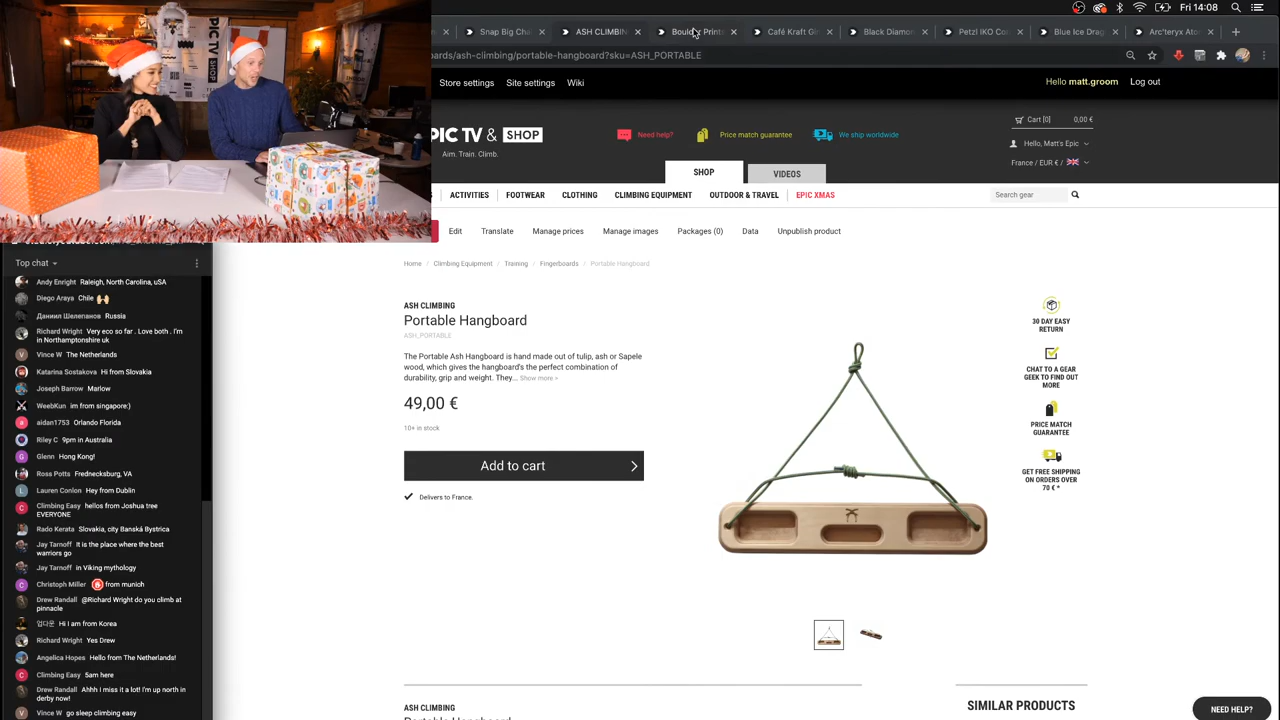 Snap Big Cha
ASH CLIMBIN
Boulder Prints
Café Kraft C
Black Diamon
Petzl IKO Co
Blue Ice Drag
Arc'teryx Ato
ds-climbing/portable-hangboard?sku=ASH_PORTABLE
Store settings
Site settings
Wiki
Hello matt.groom
Log out
PIC TV & SHOP
Aim. Train. Climb.
Need help?
Price match guarantee
We ship worldwide
Cart [0]
0,00 €
Hello, Matt's Epic
France / EUR € /
SHOP
VIDEOS
ACTIVITIES
FOOTWEAR
CLOTHING
CLIMBING EQUIPMENT
OUTDOOR & TRAVEL
EPIC XMAS
Search gear
Edit
Translate
Manage prices
Manage images
Packages (0)
Data
Unpublish product
PIC TV SHOP
Top chat
Andy Enright Raleigh, North Carolina, uSA
Diego Araya Chile
Даниил Шелепанов Russia
Richard Wright Very eco so far . Love both . I'm
in Northamptonshire uk
Vince W The Netherlands
Katarina Sostakova Hi from Slovakia
Joseph Barrow Marlow
WeebKun im from singapore:)
aidan1753 Orlando Florida
Riley C 9pm in Australia
Glenn Hong Kong!
Ross Potts Frednecksburg, VA
Lauren Conlon Hey from Dublin
Climbing Easy hellos from Joshua tree
EVERYONE
Rado Kerata Slovakia, city Banská Bystrica
Jay Tarnoff It is the place where the best
warriors go
Jay Tarnoff in Viking mythology
Christoph Miller from munich
Drew Randall @Richard Wright do you climb at
pinnacle
업다운 Hi I am from Korea
Richard Wright Yes Drew
Angelica Hopes Hello from The Netherlands!
Climbing Easy 5am here
Drew Randall Ahhh I miss it a lot! I'm up north in
derby now!
Vince W go sleep climbing easy
Home / Climbing Equipment / Training / Fingerboards / Portable Hangboard
ASH CLIMBING
Portable Hangboard
ASH_PORTABLE
The Portable Ash Hangboard is hand made out of tulip, ash or Sapele
wood, which gives the hangboard's the perfect combination of
durability, grip and weight. They... Show more >
49,00 €
10+ in stock
Add to cart
Delivers to France.
30 DAY EASY
RETURN
CHAT TO A GEAR
GEEK TO FIND OUT
MORE
PRICE MATCH
GUARANTEE
GET FREE SHIPPING
ON ORDERS OVER
70 € *
ASH CLIMBING
Portable Hangboard
SIMILAR PRODUCTS
NEED HELP?